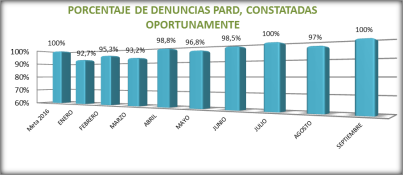 PORCENTAJE DE DENUNCIAS PARD, CONSTATADAS
OPORTUNAMENTE
100%
90%
80%
70%
60%
100%
92,7%
95,3%
93,2%
98,8%
96,8%
98,5%
100%
97%
100%
Meta 2016
ENERO
FEBRERO
MARZO
ABRIL
MAYO
JUNIO
JULIO
AGOSTO
SEPTIEMBRE